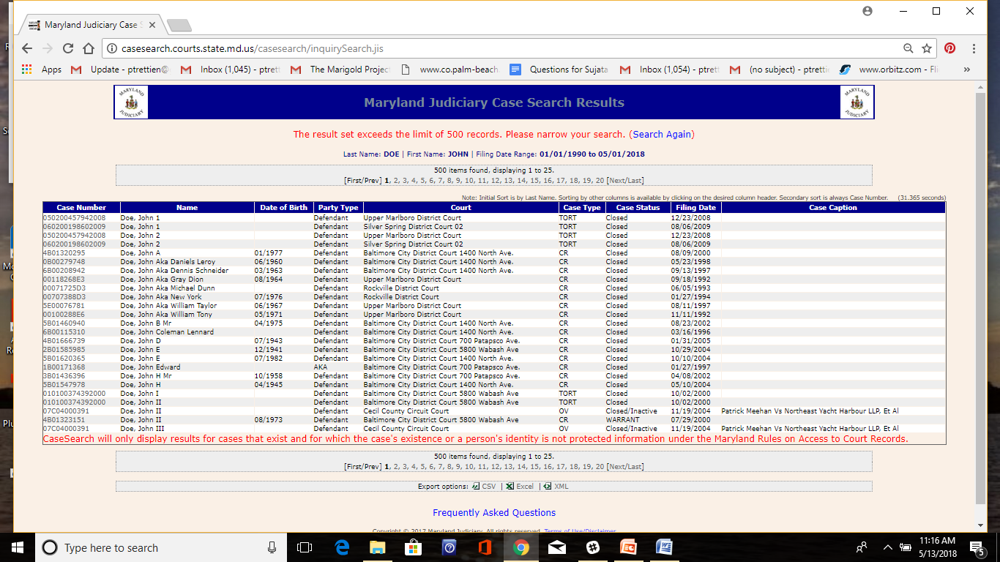 Maryland Judiciary Case S
casesearch.courts.state.md.us/casesearch/inquirySearch.jis
Apps Update - ptrettien@ Inbox (1,045) - ptrett The Marigold Projec www.co.palm-beach. Questions for Sujata Inbox (1,054) - ptrett (no subject) - ptrettie www.orbitz.com - Fli »
MARYLAND JUDICIARY
Maryland Judiciary Case Search Results
MARYLAND JUDICIARY
The result set exceeds the limit of 500 records. Please narrow your search. (Search Again)
Last Name: DOE | First Name: JOHN | Filing Date Range: 01/01/1990 to 05/01/2018
500 items found, displaying 1 to 25.
[First/Prev] 1, 2, 3, 4, 5, 6, 7, 8, 9, 10, 11, 12, 13, 14, 15, 16, 17, 18, 19, 20 [Next/Last]
Note: Initial Sort is by Last Name. Sorting by other columns is available by clicking on the desired column header. Secondary sort is always Case Number. (31.365 seconds)
Case Number Name Date of Birth Party Type Court Case Type Case Status Filing Date Case Caption
050200457942008 Doe, John 1 Defendant Upper Marlboro District Court TORT Closed 12/23/2008
060200198602009 Doe, John 1 Defendant Silver Spring District Court 02 TORT Closed 08/06/2009
050200457942008 Doe, John 2 Defendant Upper Marlboro District Court TORT Closed 12/23/2008
060200198602009 Doe, John 2 Defendant Silver Spring District Court 02 TORT Closed 08/06/2009
4B01320295 Doe, John A 01/1977 Defendant Baltimore City District Court 1400 North Ave. CR Closed 08/09/2000
0B00279748 Doe, John Aka Daniels Leroy 06/1960 Defendant Baltimore City District Court 1400 North Ave. CR Closed 05/23/1998
6B00208942 Doe, John Aka Dennis Schneider 03/1963 Defendant Baltimore City District Court 1400 North Ave. CR Closed 09/13/1997
00118268E3 Doe, John Aka Gray Dion 08/1964 Defendant Upper Marlboro District Court CR Closed 09/18/1992
00071725D3 Doe, John Aka Michael Dunn Defendant Rockville District Court CR Closed 06/05/1993
00707388D3 Doe, John Aka New York 07/1976 Defendant Rockville District Court CR Closed 01/27/1994
5E00076781 Doe, John Aka William Taylor 06/1967 Defendant Upper Marlboro District Court CR Closed 08/11/1997
00100288E6 Doe, John Aka William Tony 05/1971 Defendant Upper Marlboro District Court CR Closed 11/11/1992
5B01460940 Doe, John B Mr 04/1975 Defendant Baltimore City District Court 1400 North Ave. CR Closed 08/23/2002
6B00115310 Doe, John Coleman Lennard Defendant Baltimore City District Court 1400 North Ave. CR Closed 03/16/1996
4B01666739 Doe, John D 07/1943 Defendant Baltimore City District Court 700 Patapsco Ave. CR Closed 01/31/2005
2B01585985 Doe, John E 12/1941 Defendant Baltimore City District Court 5800 Wabash Ave CR Closed 10/29/2004
5B01620365 Doe, John E 07/1982 Defendant Baltimore City District Court 1400 North Ave. CR Closed 10/10/2004
1B00171368 Doe, John Edward AKA Baltimore City District Court 700 Patapsco Ave. CR Closed 01/27/1997
3B01436396 Doe, John H Mr 10/1958 Defendant Baltimore City District Court 700 Patapsco Ave. CR Closed 04/08/2002
5B01547978 Doe, John H 04/1945 Defendant Baltimore City District Court 1400 North Ave. CR Closed 05/10/2004
010100374392000 Doe, John I Defendant Baltimore City District Court 5800 Wabash Ave TORT Closed 10/02/2000
010100374392000 Doe, John II Defendant Baltimore City District Court 5800 Wabash Ave TORT Closed 10/02/2000
07C04000391 Doe, John II Defendant Cecil County Circuit Court OV Closed/Inactive 11/19/2004 Patrick Meehan Vs Northeast Yacht Harbour LLP, Et Al
4B01323151 Doe, John II 08/1973 Defendant Baltimore City District Court 5800 Wabash Ave CR WARRANT 07/29/2000
07C04000391 Doe, John III Defendant Cecil County Circuit Court OV Closed/Inactive 11/19/2004 Patrick Meehan Vs Northeast Yacht Harbour LLP, Et Al
CaseSearch will only display results for cases that exist and for which the case's existence or a person's identity is not protected information under the Maryland Rules on Access to Court Records.
500 items found, displaying 1 to 25.
[First/Prev] 1, 2, 3, 4, 5, 6, 7, 8, 9, 10, 11, 12, 13, 14, 15, 16, 17, 18, 19, 20 [Next/Last]
Export options: CSV | Excel | XML
Frequently Asked Questions
Copyright © 2017 Maryland Judiciary. All rights reserved. Terms of Use/Disclaimer
Type here to search
11:16 AM
5/13/2018
5